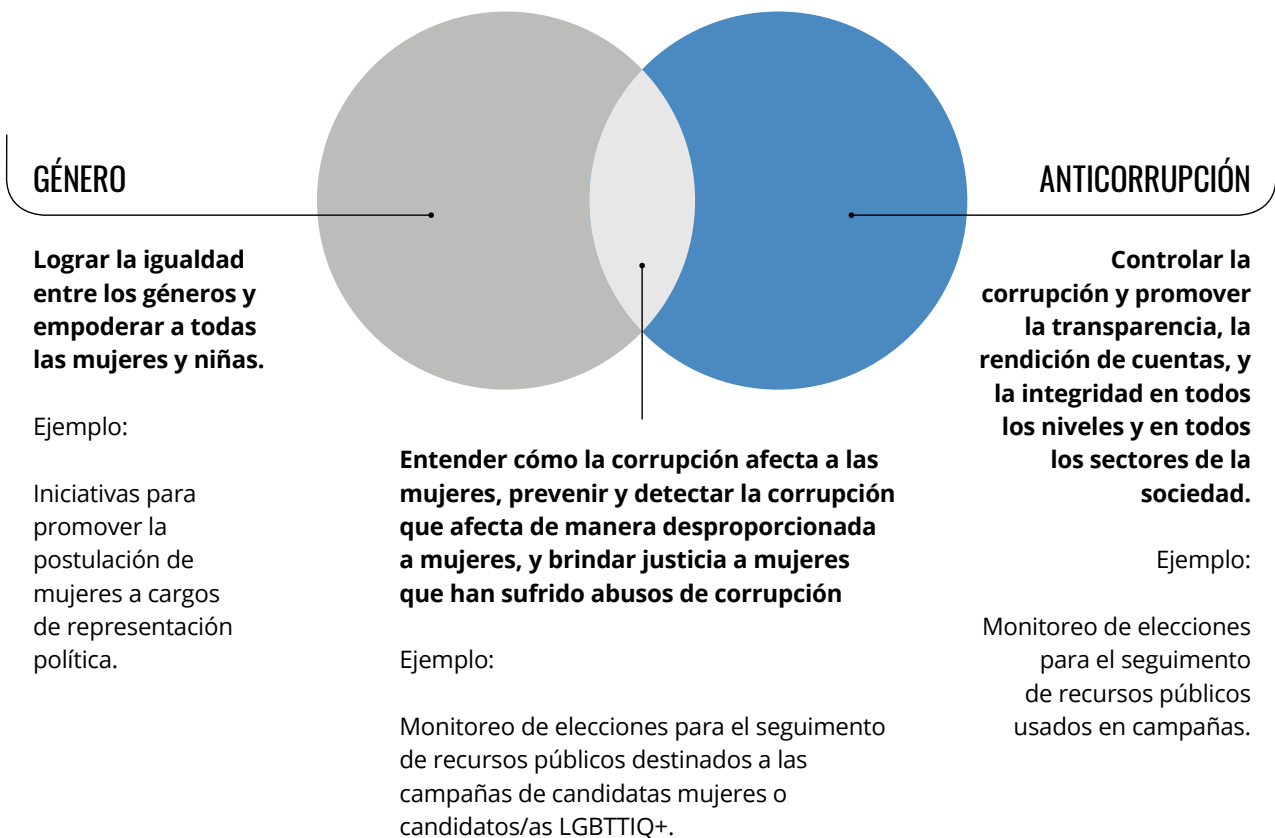 GÉNERO
Lograr la igualdad
entre los géneros y
empoderar a todas
las mujeres y niñas.
Ejemplo:
Iniciativas para
promover la
postulación de
mujeres a cargos
de representación
política.
Entender cómo la corrupción afecta a las
mujeres, prevenir y detectar la corrupción
que afecta de manera desproporcionada
a mujeres, y brindar justicia a mujeres
que han sufrido abusos de corrupción
Ejemplo:
Monitoreo de elecciones para el seguimento
de recursos públicos destinados a las
campañas de candidatas mujeres o
candidatos/as LGBTTIQ+.
ANTICORRUPCIÓN
Controlar la
corrupción y promover
la transparencia, la
rendición de cuentas, y
la integridad en todos
los niveles y en todos
los sectores de la
sociedad.
Ejemplo:
Monitoreo de elecciones
para el seguimento
de recursos públicos
usados en campañas.